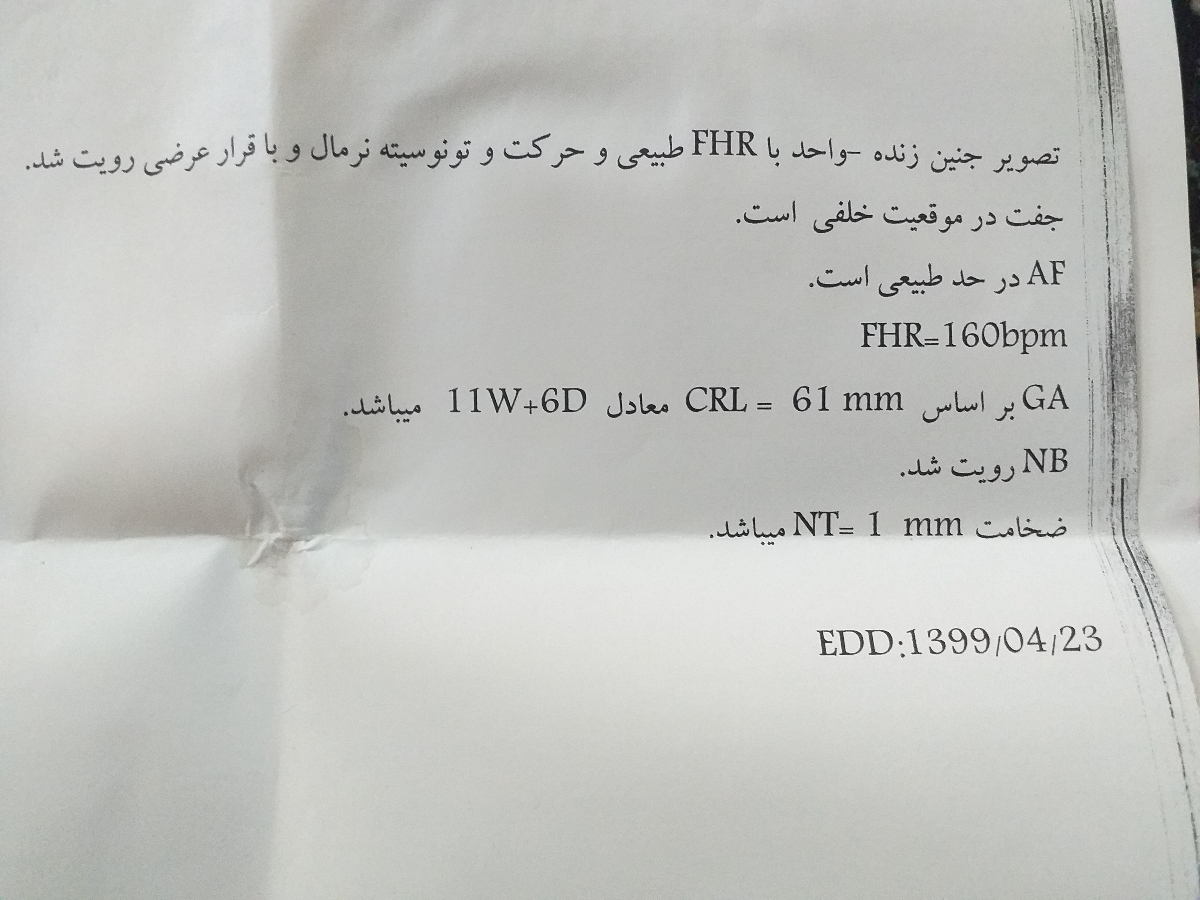 تصویر جنین زنده -واحد با FHR طبیعی و حرکت و تونوسیته نرمال و با قرار عرضی رویت شد.
جفت در موقعیت خلفی است.
AF در حد طبیعی است.
FHR=160bpm
GA بر اساس CRL = 61 mm معادل 11W+6D میباشد.
NB رویت شد.
ضخامت NT= 1 mm میباشد.
EDD:1399/04/23